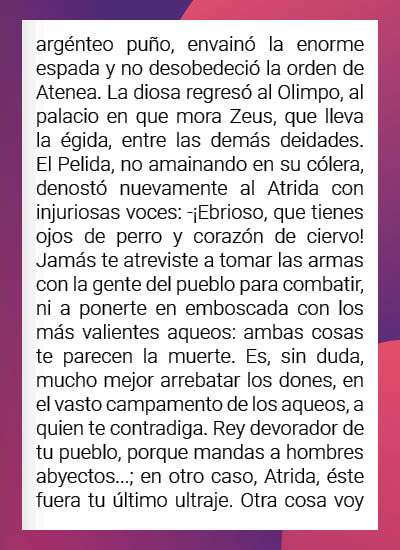 argénteo puño, envainó la enorme
espada y no desobedeció la orden de
Atenea. La diosa regresó al Olimpo, al
palacio en que mora Zeus, que lleva
la égida, entre las demás deidades.
El Pelida, no amainando en su cólera,
denostó nuevamente al Atrida con
injuriosas voces: -¡Ebrioso, que tienes
ojos de perro y corazón de ciervo!
Jamás te atreviste a tomar las armas
con la gente del pueblo para combatir,
ni a ponerte en emboscada con los
más valientes aqueos: ambas cosas
te parecen la muerte. Es, sin duda,
mucho mejor arrebatar los dones, en
el vasto campamento de los aqueos, a
quien te contradiga. Rey devorador de
tu pueblo, porque mandas a hombres
abyectos...; en otro caso, Atrida, éste
fuera tu último ultraje. Otra cosa voy